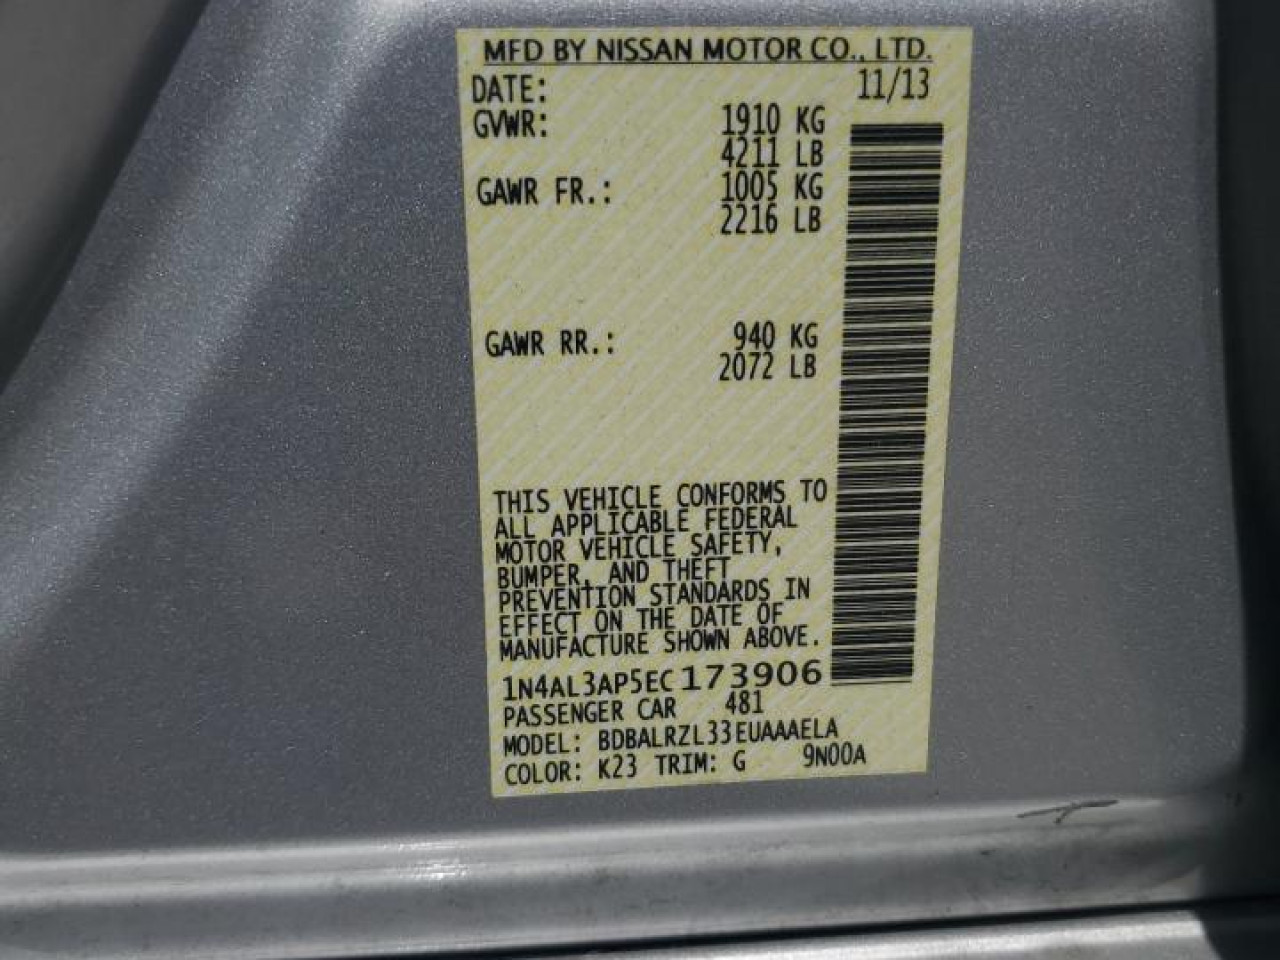 MFD BY NISSAN MOTOR CO., LTD.
DATE: 11/13
GVWR: 1910 KG
4211 LB
GAWR FR.: 1005 KG
2216 LB
GAWR RR.: 940 KG
2072 LB
THIS VEHICLE CONFORMS TO
ALL APPLICABLE FEDERAL
MOTOR VEHICLE SAFETY,
BUMPER, AND THEFT
PREVENTION STANDARDS IN
EFFECT ON THE DATE OF
MANUFACTURE SHOWN ABOVE.
1N4AL3AP5EC173906
PASSENGER CAR 481
MODEL: BDBALRZL33EUAAAELA
COLOR: K23 TRIM: G 9N00A